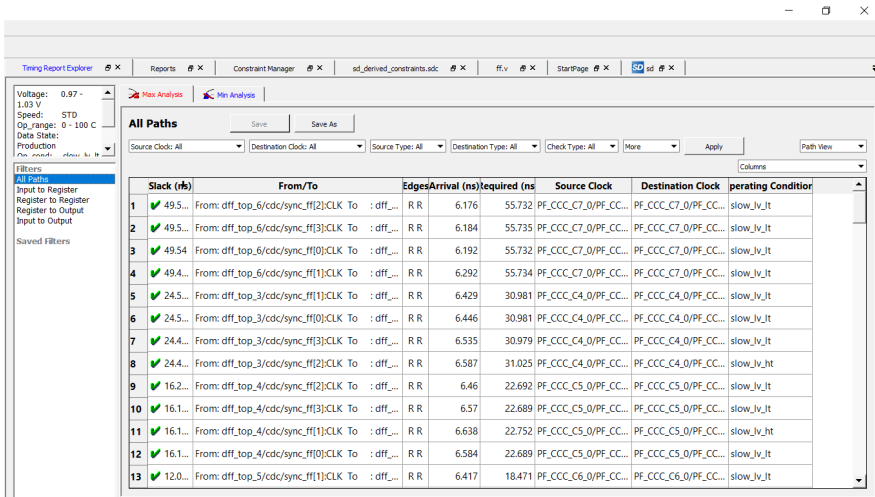 Timing Report Explorer
Reports
Constraint Manager
sd_derived_constraints.sdc
ff.v
StartPage
SD sd
Voltage: 0.97 -
1.03 V
Speed: STD
Op_range: 0 - 100 C
Data State:
Production
Filters
All Paths
Input to Register
Register to Register
Register to Output
Input to Output
Saved Filters
Max Analysis
Min Analysis
All Paths
Save
Save As
Source Clock: All
Destination Clock: All
Source Type: All
Destination Type: All
Check Type: All
More
Apply
Path View
Columns
Slack (ns) From/To Edges Arrival (ns) Required (ns Source Clock Destination Clock perating Condition
1 49.5... From: dff_top_6/cdc/sync_ff[2]:CLK To : dff_... R R 6.176 55.732 PF_CCC_C7_0/PF_CC... PF_CCC_C7_0/PF_CC... slow_lv_lt
2 49.5... From: dff_top_6/cdc/sync_ff[3]:CLK To : dff_... R R 6.184 55.735 PF_CCC_C7_0/PF_CC... PF_CCC_C7_0/PF_CC... slow_lv_lt
3 49.54 From: dff_top_6/cdc/sync_ff[0]:CLK To : dff_... R R 6.192 55.732 PF_CCC_C7_0/PF_CC... PF_CCC_C7_0/PF_CC... slow_lv_lt
4 49.4... From: dff_top_6/cdc/sync_ff[1]:CLK To : dff_... R R 6.292 55.734 PF_CCC_C7_0/PF_CC... PF_CCC_C7_0/PF_CC... slow_lv_lt
5 24.5... From: dff_top_3/cdc/sync_ff[1]:CLK To : dff_... R R 6.429 30.981 PF_CCC_C4_0/PF_CC... PF_CCC_C4_0/PF_CC... slow_lv_lt
6 24.5... From: dff_top_3/cdc/sync_ff[0]:CLK To : dff_... R R 6.446 30.981 PF_CCC_C4_0/PF_CC... PF_CCC_C4_0/PF_CC... slow_lv_lt
7 24.4... From: dff_top_3/cdc/sync_ff[3]:CLK To : dff_... R R 6.535 30.979 PF_CCC_C4_0/PF_CC... PF_CCC_C4_0/PF_CC... slow_lv_lt
8 24.4... From: dff_top_3/cdc/sync_ff[2]:CLK To : dff_... R R 6.587 31.025 PF_CCC_C4_0/PF_CC... PF_CCC_C4_0/PF_CC... slow_lv_ht
9 16.2... From: dff_top_4/cdc/sync_ff[2]:CLK To : dff_... R R 6.46 22.692 PF_CCC_C5_0/PF_CC... PF_CCC_C5_0/PF_CC... slow_lv_lt
10 16.1... From: dff_top_4/cdc/sync_ff[3]:CLK To : dff_... R R 6.57 22.689 PF_CCC_C5_0/PF_CC... PF_CCC_C5_0/PF_CC... slow_lv_lt
11 16.1... From: dff_top_4/cdc/sync_ff[1]:CLK To : dff_... R R 6.638 22.752 PF_CCC_C5_0/PF_CC... PF_CCC_C5_0/PF_CC... slow_lv_ht
12 16.1... From: dff_top_4/cdc/sync_ff[0]:CLK To : dff_... R R 6.584 22.689 PF_CCC_C5_0/PF_CC... PF_CCC_C5_0/PF_CC... slow_lv_lt
13 12.0... From: dff_top_5/cdc/sync_ff[1]:CLK To : dff_... R R 6.417 18.471 PF_CCC_C6_0/PF_CC... PF_CCC_C6_0/PF_CC... slow_lv_lt